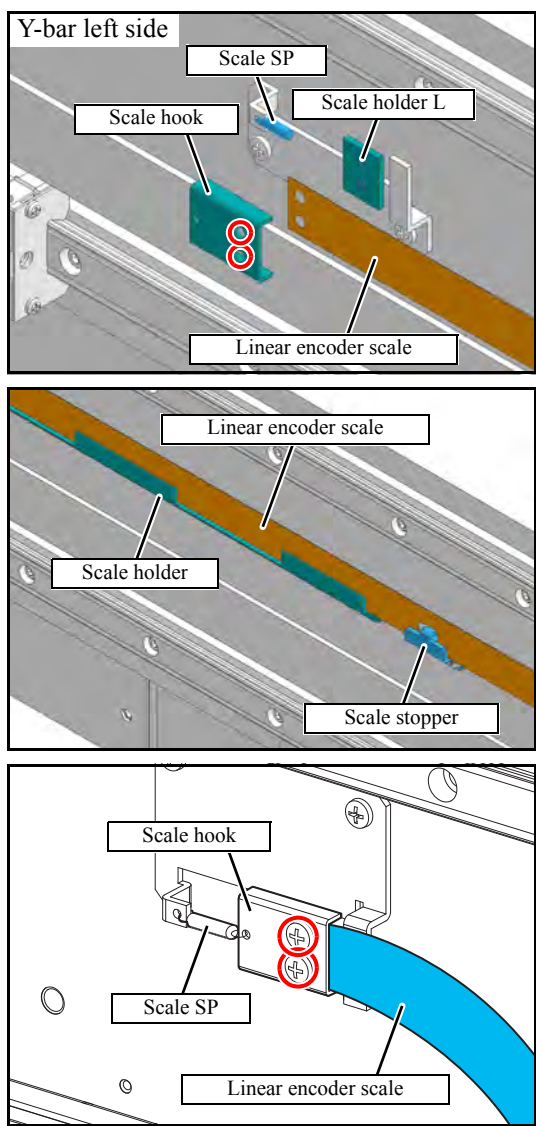 Y-bar left side
Scale SP
Scale holder L
Scale hook
Linear encoder scale
Linear encoder scale
Scale holder
Scale stopper
Scale hook
Scale SP
Linear encoder scale